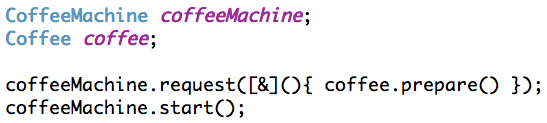 CoffeeMachine coffeeMachine;
Coffee coffee;
coffeeMachine.request([&](){ coffee.prepare() });
coffeeMachine.start();